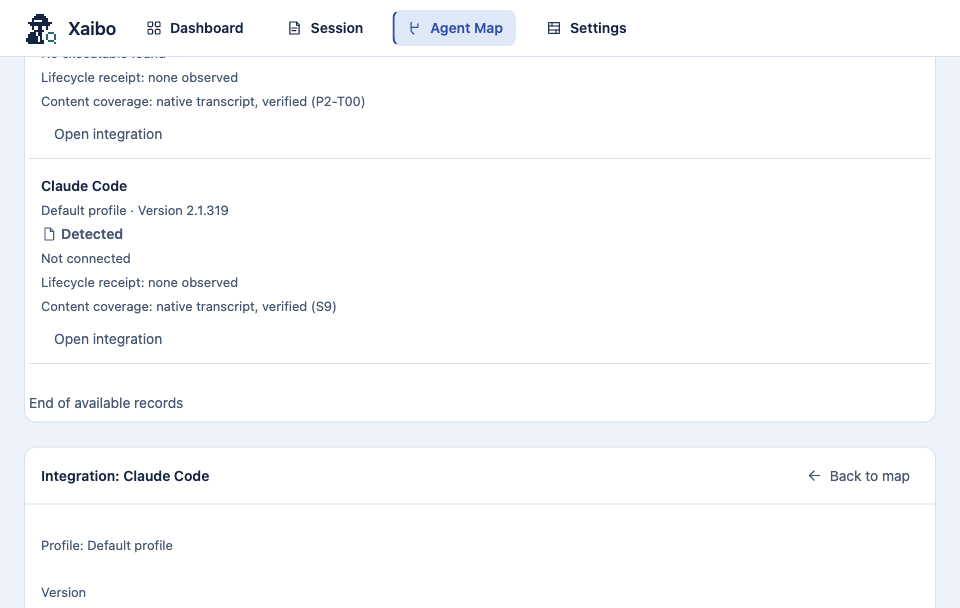 Xaibo
Dashboard
Session
Agent Map
Settings
Lifecycle receipt: none observed
Content coverage: native transcript, verified (P2-T00)
Open integration
Claude Code
Default profile · Version 2.1.319
Detected
Not connected
Lifecycle receipt: none observed
Content coverage: native transcript, verified (S9)
Open integration
End of available records
Integration: Claude Code
Back to map
Profile: Default profile
Version